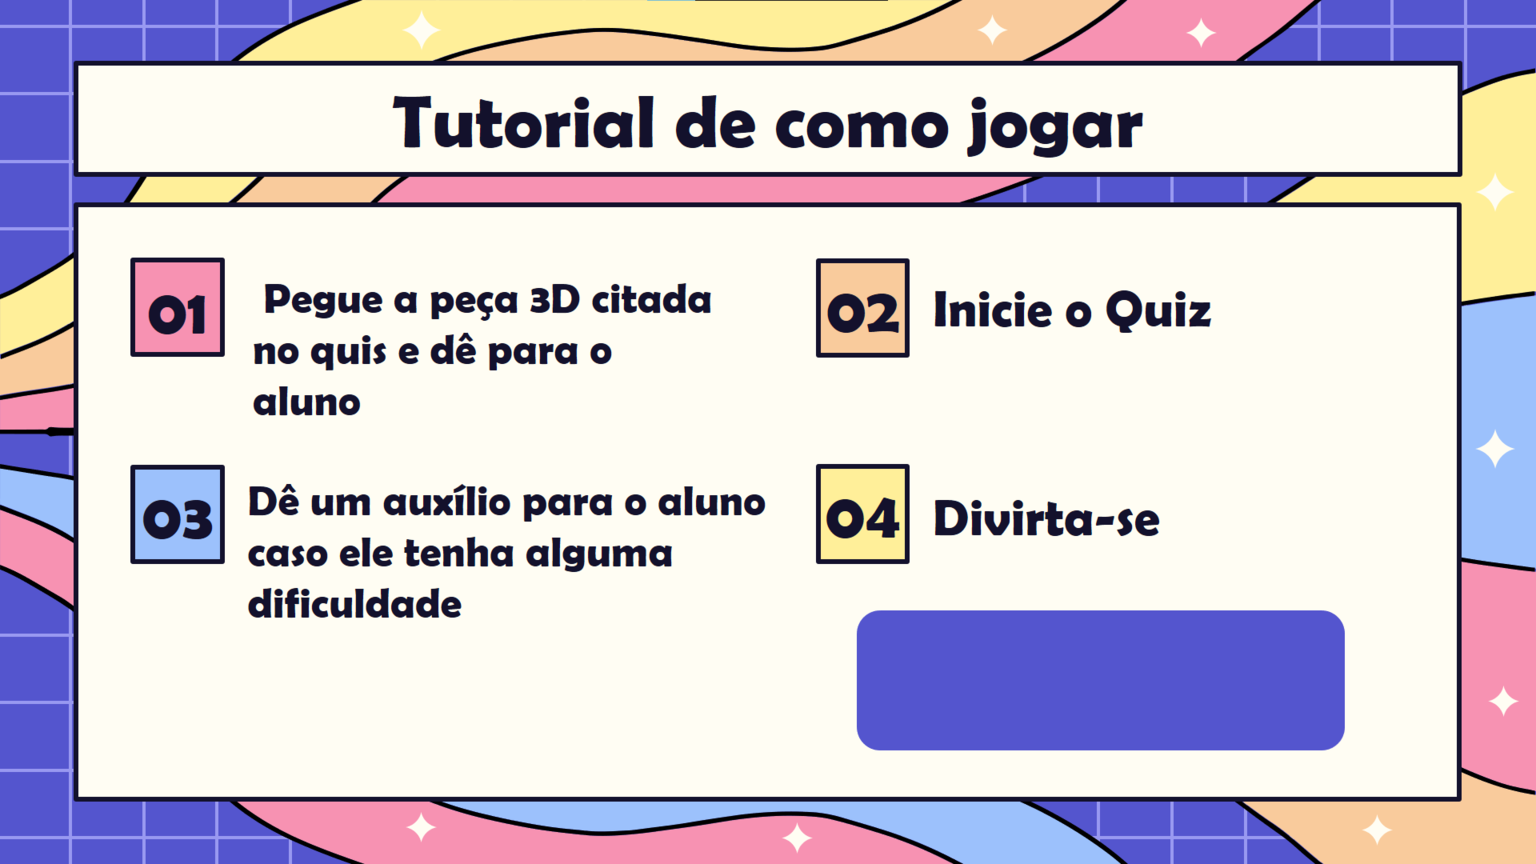 Tutorial de como jogar
01
Pegue a peça 3D citada
no quis e dê para o
aluno
02
Inicie o Quiz
03
Dê um auxílio para o aluno
caso ele tenha alguma
dificuldade
04
Divirta-se